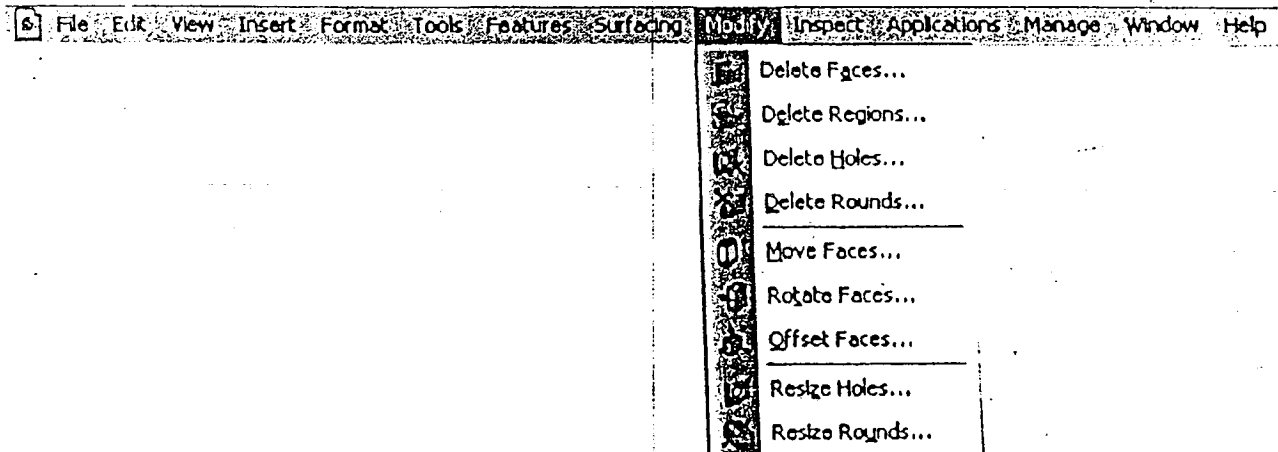 File Edit View Insert Format Tools Features Surfacing Modify Inspect Applications Manage Window Help
Delete Faces...
Delete Regions...
Delete Holes...
Delete Rounds...
Move Faces...
Rotate Faces...
Offset Faces...
Resize Holes...
Resize Rounds...